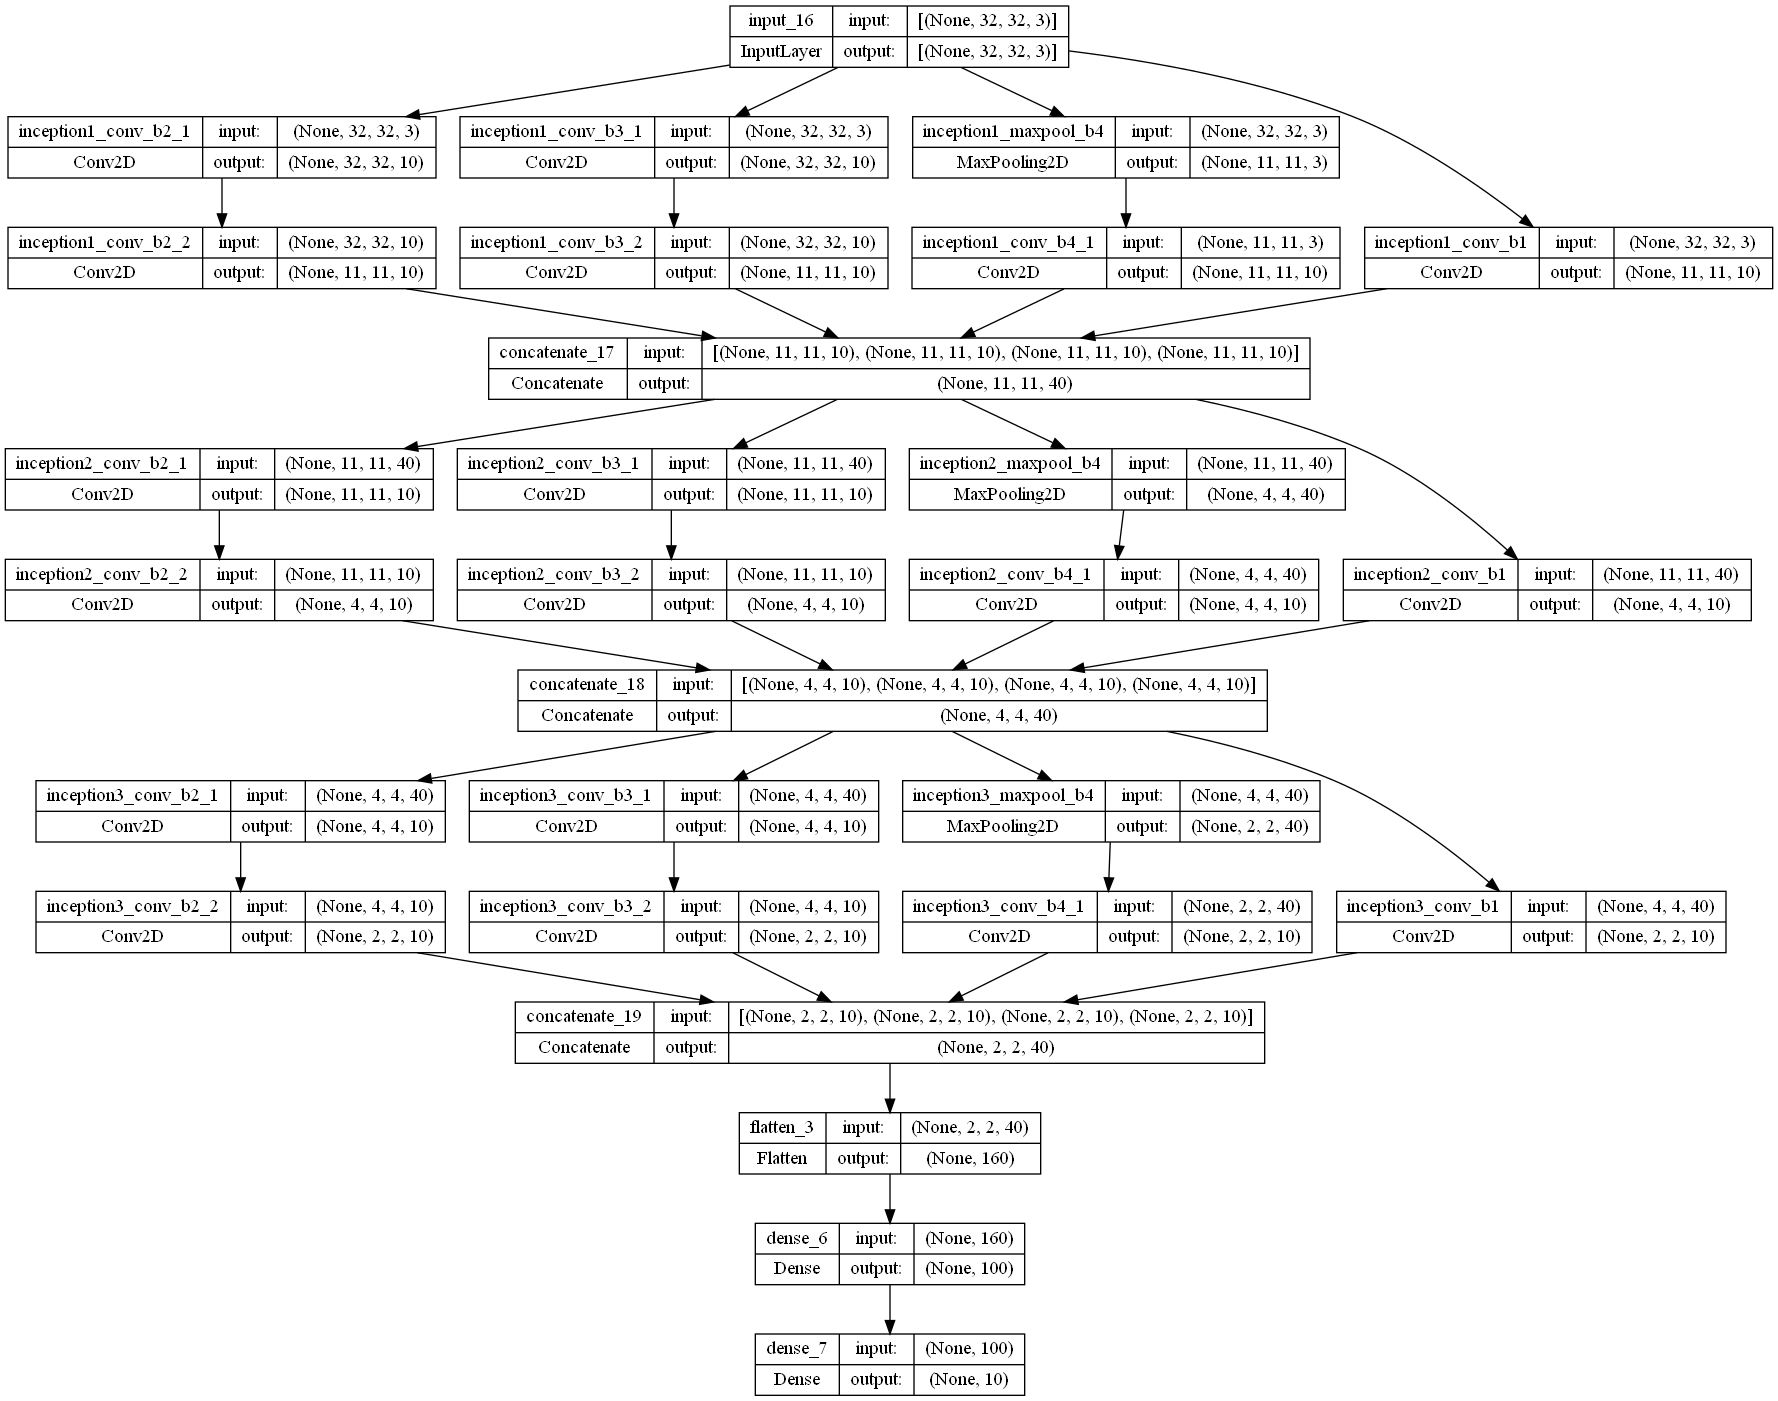 input_16 input: [(None, 32, 32, 3)]
InputLayer output: [(None, 32, 32, 3)]
inception1_conv_b2_1 input: (None, 32, 32, 3)
Conv2D output: (None, 32, 32, 10)
inception1_conv_b3_1 input: (None, 32, 32, 3)
Conv2D output: (None, 32, 32, 10)
inception1_maxpool_b4 input: (None, 32, 32, 3)
MaxPooling2D output: (None, 11, 11, 3)
inception1_conv_b2_2 input: (None, 32, 32, 10)
Conv2D output: (None, 11, 11, 10)
inception1_conv_b3_2 input: (None, 32, 32, 10)
Conv2D output: (None, 11, 11, 10)
inception1_conv_b4_1 input: (None, 11, 11, 3)
Conv2D output: (None, 11, 11, 10)
inception1_conv_b1 input: (None, 32, 32, 3)
Conv2D output: (None, 11, 11, 10)
concatenate_17 input: [(None, 11, 11, 10), (None, 11, 11, 10), (None, 11, 11, 10), (None, 11, 11, 10)]
Concatenate output: (None, 11, 11, 40)
inception2_conv_b2_1 input: (None, 11, 11, 40)
Conv2D output: (None, 11, 11, 10)
inception2_conv_b3_1 input: (None, 11, 11, 40)
Conv2D output: (None, 11, 11, 10)
inception2_maxpool_b4 input: (None, 11, 11, 40)
MaxPooling2D output: (None, 4, 4, 40)
inception2_conv_b2_2 input: (None, 11, 11, 10)
Conv2D output: (None, 4, 4, 10)
inception2_conv_b3_2 input: (None, 11, 11, 10)
Conv2D output: (None, 4, 4, 10)
inception2_conv_b4_1 input: (None, 4, 4, 40)
Conv2D output: (None, 4, 4, 10)
inception2_conv_b1 input: (None, 11, 11, 40)
Conv2D output: (None, 4, 4, 10)
concatenate_18 input: [(None, 4, 4, 10), (None, 4, 4, 10), (None, 4, 4, 10), (None, 4, 4, 10)]
Concatenate output: (None, 4, 4, 40)
inception3_conv_b2_1 input: (None, 4, 4, 40)
Conv2D output: (None, 4, 4, 10)
inception3_conv_b3_1 input: (None, 4, 4, 40)
Conv2D output: (None, 4, 4, 10)
inception3_maxpool_b4 input: (None, 4, 4, 40)
MaxPooling2D output: (None, 2, 2, 40)
inception3_conv_b2_2 input: (None, 4, 4, 10)
Conv2D output: (None, 2, 2, 10)
inception3_conv_b3_2 input: (None, 4, 4, 10)
Conv2D output: (None, 2, 2, 10)
inception3_conv_b4_1 input: (None, 2, 2, 40)
Conv2D output: (None, 2, 2, 10)
inception3_conv_b1 input: (None, 4, 4, 40)
Conv2D output: (None, 2, 2, 10)
concatenate_19 input: [(None, 2, 2, 10), (None, 2, 2, 10), (None, 2, 2, 10), (None, 2, 2, 10)]
Concatenate output: (None, 2, 2, 40)
flatten_3 input: (None, 2, 2, 40)
Flatten output: (None, 160)
dense_6 input: (None, 160)
Dense output: (None, 100)
dense_7 input: (None, 100)
Dense output: (None, 10)